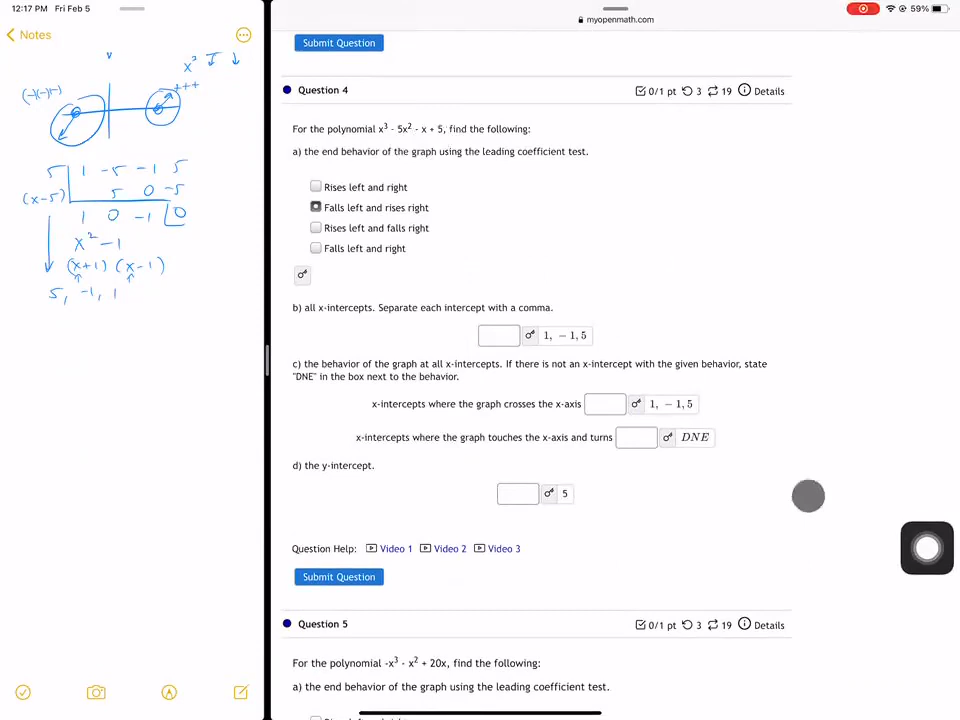 12:17 PM Fri Feb 5
59%
Notes
myopenmath.com
x³
(-)(-)(-)
+++
5 1 -5 -1 5
(x-5) 5 0 -5
1 0 -1 0
x² - 1
(x+1) (x-1)
5, -1, 1
Submit Question
Question 4
0/1 pt 3 19 Details
For the polynomial x³ - 5x² - x + 5, find the following:
a) the end behavior of the graph using the leading coefficient test.
Rises left and right
Falls left and rises right
Rises left and falls right
Falls left and right
b) all x-intercepts. Separate each intercept with a comma.
1, −1, 5
c) the behavior of the graph at all x-intercepts. If there is not an x-intercept with the given behavior, state
"DNE" in the box next to the behavior.
x-intercepts where the graph crosses the x-axis 1, −1, 5
x-intercepts where the graph touches the x-axis and turns DNE
d) the y-intercept.
5
Question Help: Video 1 Video 2 Video 3
Submit Question
Question 5
0/1 pt 3 19 Details
For the polynomial -x³ - x² + 20x, find the following:
a) the end behavior of the graph using the leading coefficient test.